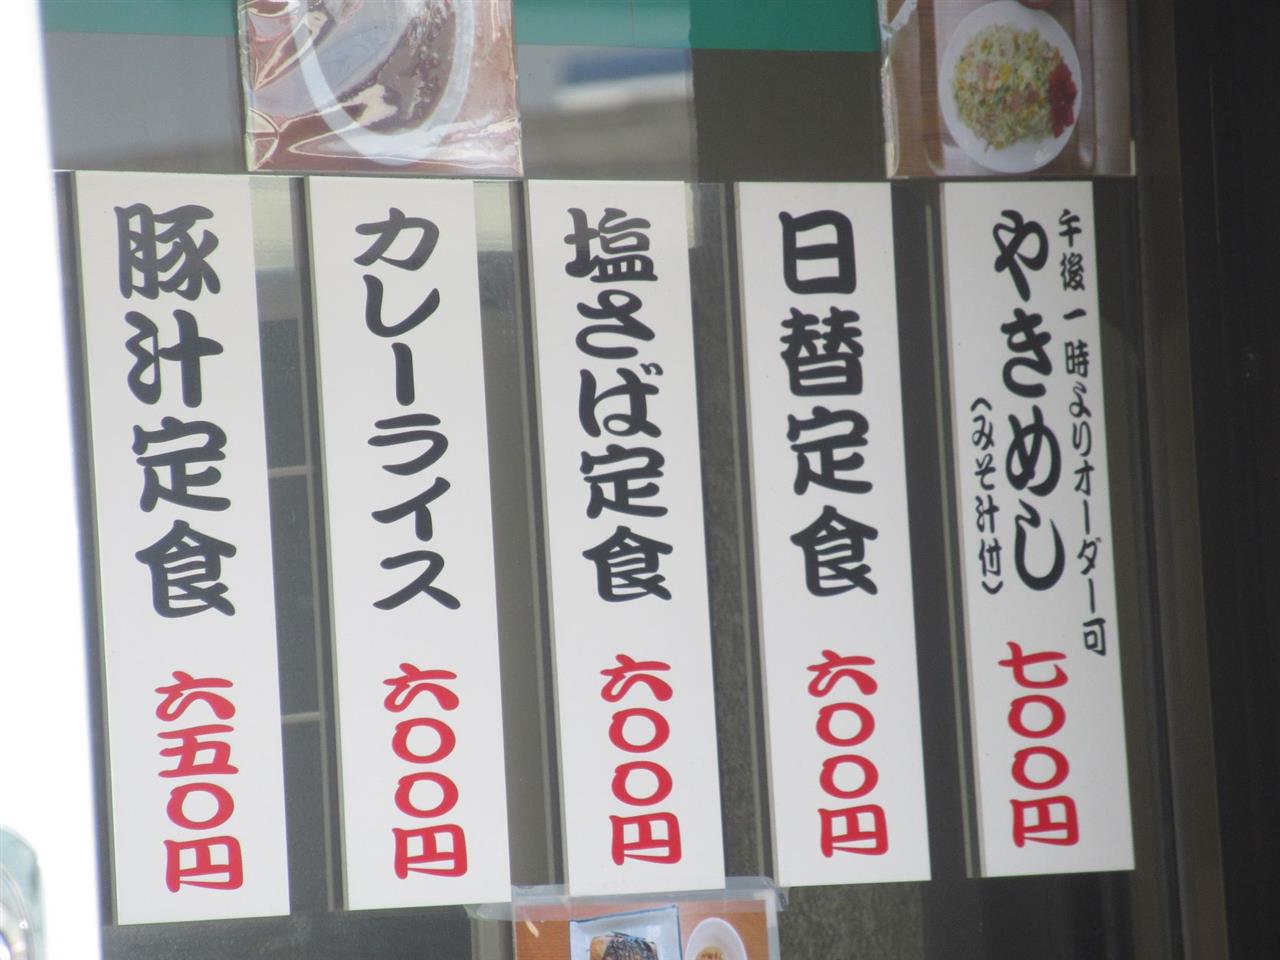 午後一時よりオーダー可
やきめし
(みそ汁付)
七〇〇円
日替定食 六〇〇円
塩さば定食 六〇〇円
カレーライス 六〇〇円
豚汁定食 六五〇円